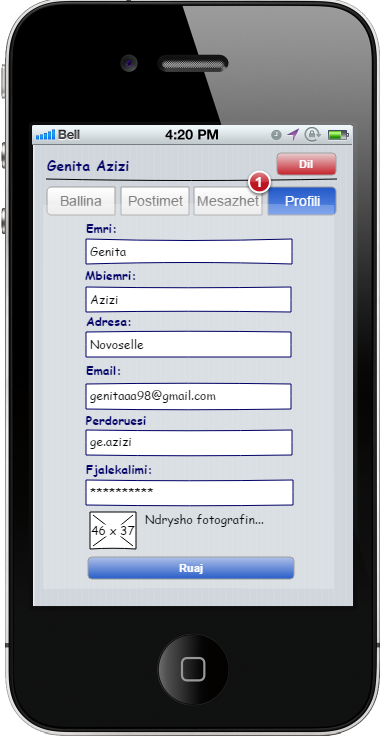 Bell 4:20 PM
Genita Azizi Dil
1
Ballina Postimet Mesazhet Profili
Emri:
Genita
Mbiemri:
Azizi
Adresa:
Novoselle
Email:
genitaaa98@gmail.com
Perdoruesi
ge.azizi
Fjalekalimi:
**********
46 x 37 Ndrysho fotografin...
Ruaj